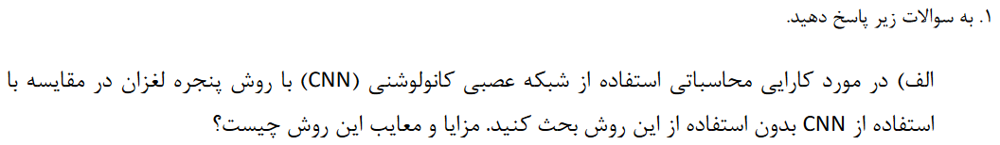 ۱. به سوالات زیر پاسخ دهید.
الف) در مورد کارایی محاسباتی استفاده از شبکه عصبی کانولوشنی (CNN) با روش پنجره لغزان در مقایسه با
استفاده از CNN بدون استفاده از این روش بحث کنید. مزایا و معایب این روش چیست؟